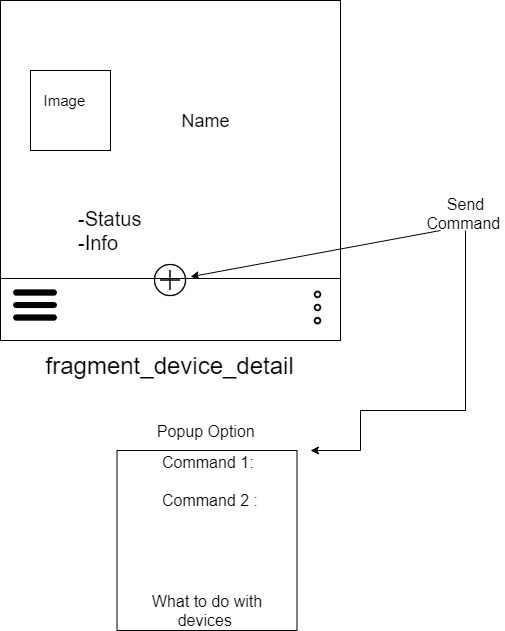 Image
Name
-Status
-Info
Send
Command
fragment_device_detail
Popup Option
Command 1:
Command 2 :
What to do with
devices